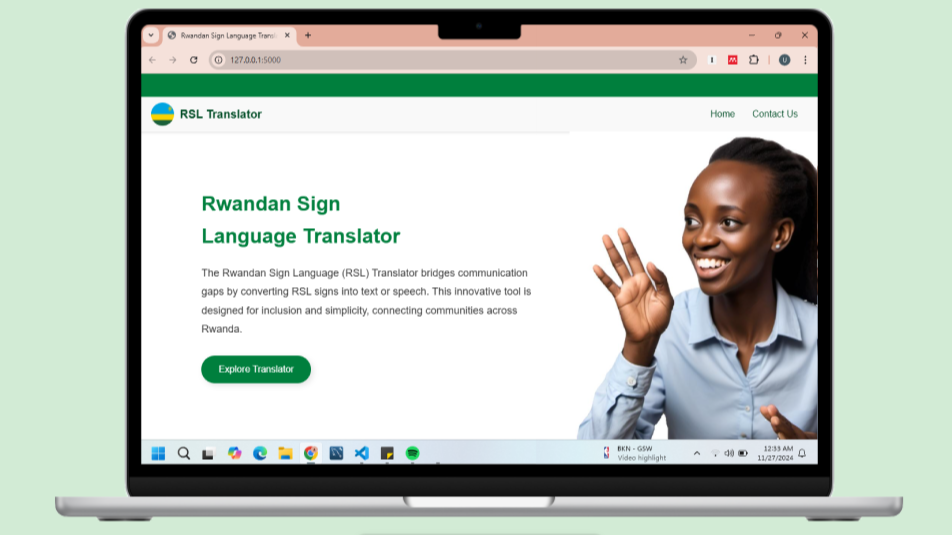 Rwandan Sign Language Transl
127.0.0.1:5000
U
RSL Translator
Home
Contact Us
Rwandan Sign
Language Translator
The Rwandan Sign Language (RSL) Translator bridges communication
gaps by converting RSL signs into text or speech. This innovative tool is
designed for inclusion and simplicity, connecting communities across
Rwanda.
Explore Translator
BKN - GSW
Video highlight
12:33 AM
11/27/2024